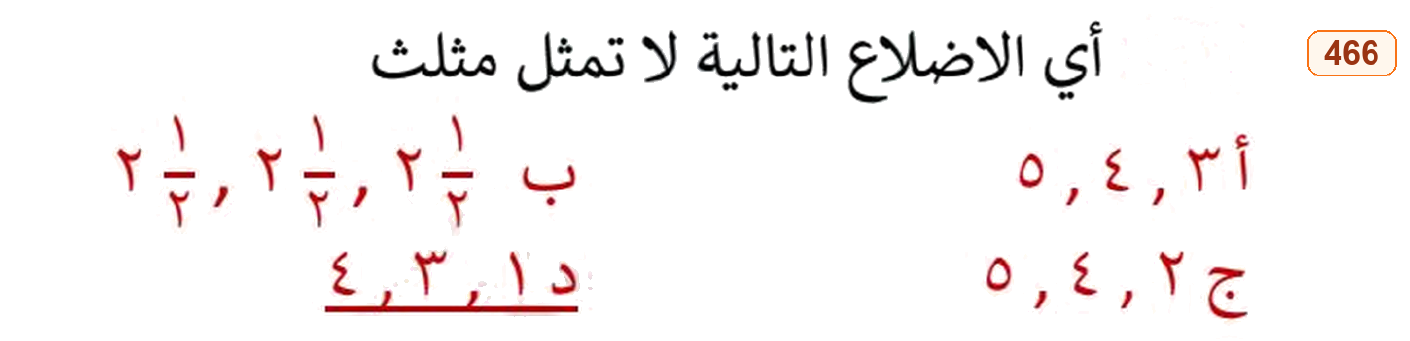 أي الاضلاع التالية لا تمثل مثلث
466
أ ٣ , ٤ , ٥
ب ٢ ١/٢ , ٢ ١/٢ , ٢ ١/٢
ج ٢ , ٤ , ٥
د ١ , ٣ , ٤